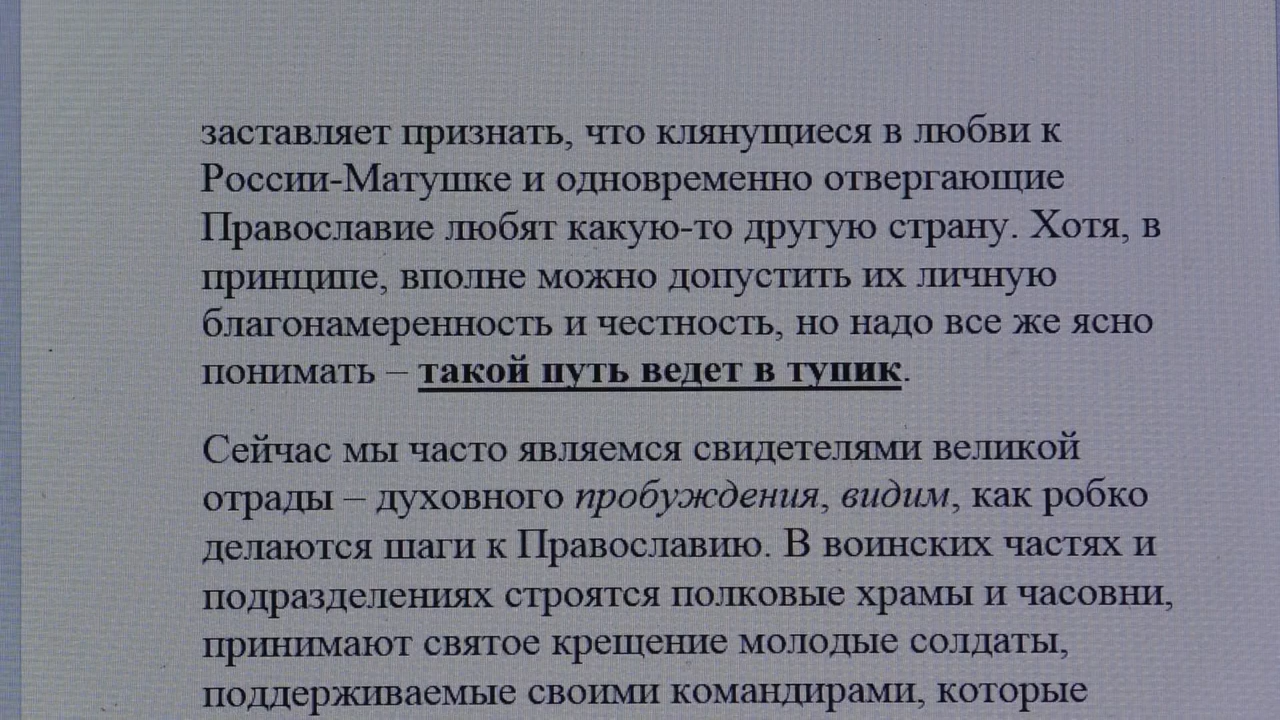 заставляет признать, что клянущиеся в любви к
России-Матушке и одновременно отвергающие
Православие любят какую-то другую страну. Хотя, в
принципе, вполне можно допустить их личную
благонамеренность и честность, но надо все же ясно
понимать – такой путь ведет в тупик.
Сейчас мы часто являемся свидетелями великой
отрады – духовного пробуждения, видим, как робко
делаются шаги к Православию. В воинских частях и
подразделениях строятся полковые храмы и часовни,
принимают святое крещение молодые солдаты,
поддерживаемые своими командирами, которые